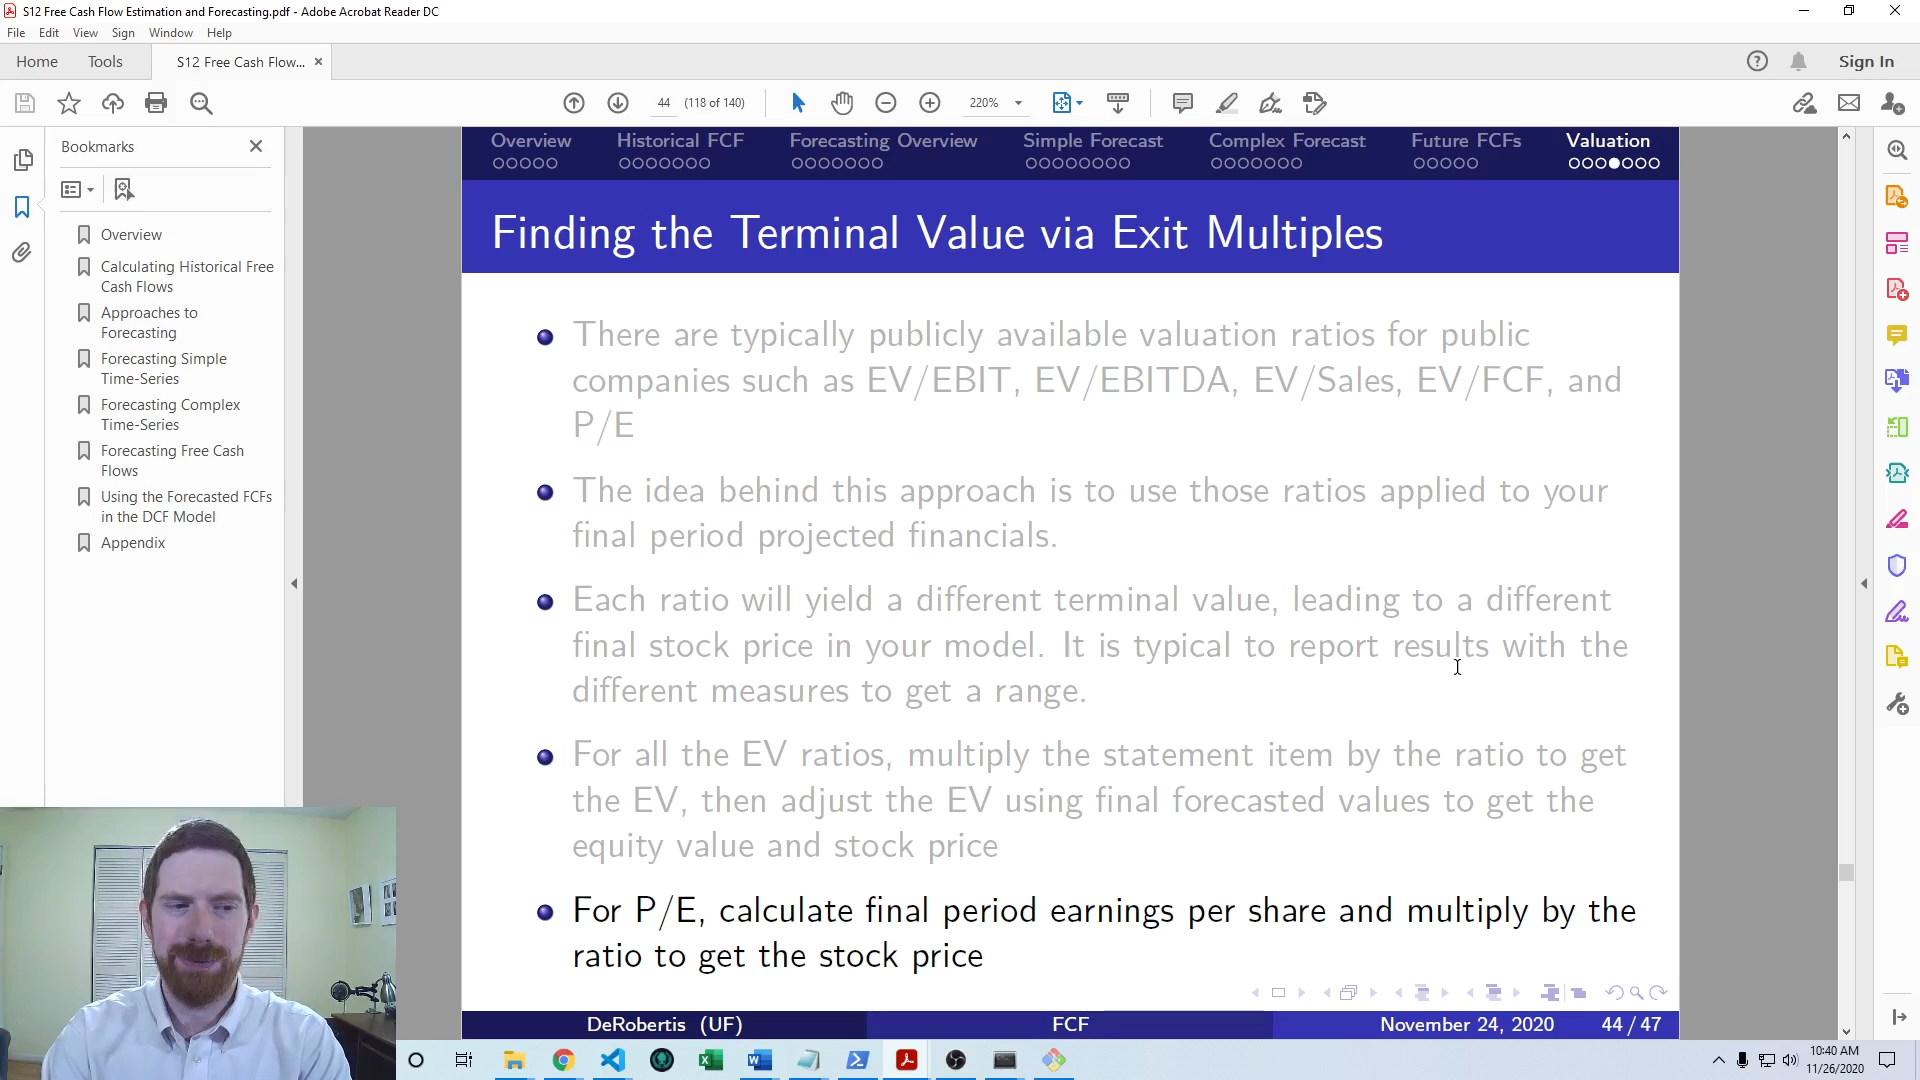 S12 Free Cash Flow Estimation and Forecasting.pdf - Adobe Acrobat Reader DC
File Edit View Sign Window Help
Home Tools S12 Free Cash Flow... × Sign In
44 (118 of 140) 220%
Bookmarks
Overview
Calculating Historical Free
Cash Flows
Approaches to
Forecasting
Forecasting Simple
Time-Series
Forecasting Complex
Time-Series
Forecasting Free Cash
Flows
Using the Forecasted FCFs
in the DCF Model
Appendix
Overview Historical FCF Forecasting Overview Simple Forecast Complex Forecast Future FCFs Valuation
Finding the Terminal Value via Exit Multiples
There are typically publicly available valuation ratios for public
companies such as EV/EBIT, EV/EBITDA, EV/Sales, EV/FCF, and
P/E
The idea behind this approach is to use those ratios applied to your
final period projected financials.
Each ratio will yield a different terminal value, leading to a different
final stock price in your model. It is typical to report results with the
different measures to get a range.
For all the EV ratios, multiply the statement item by the ratio to get
the EV, then adjust the EV using final forecasted values to get the
equity value and stock price
For P/E, calculate final period earnings per share and multiply by the
ratio to get the stock price
DeRobertis (UF) FCF November 24, 2020 44 / 47
10:40 AM
11/26/2020